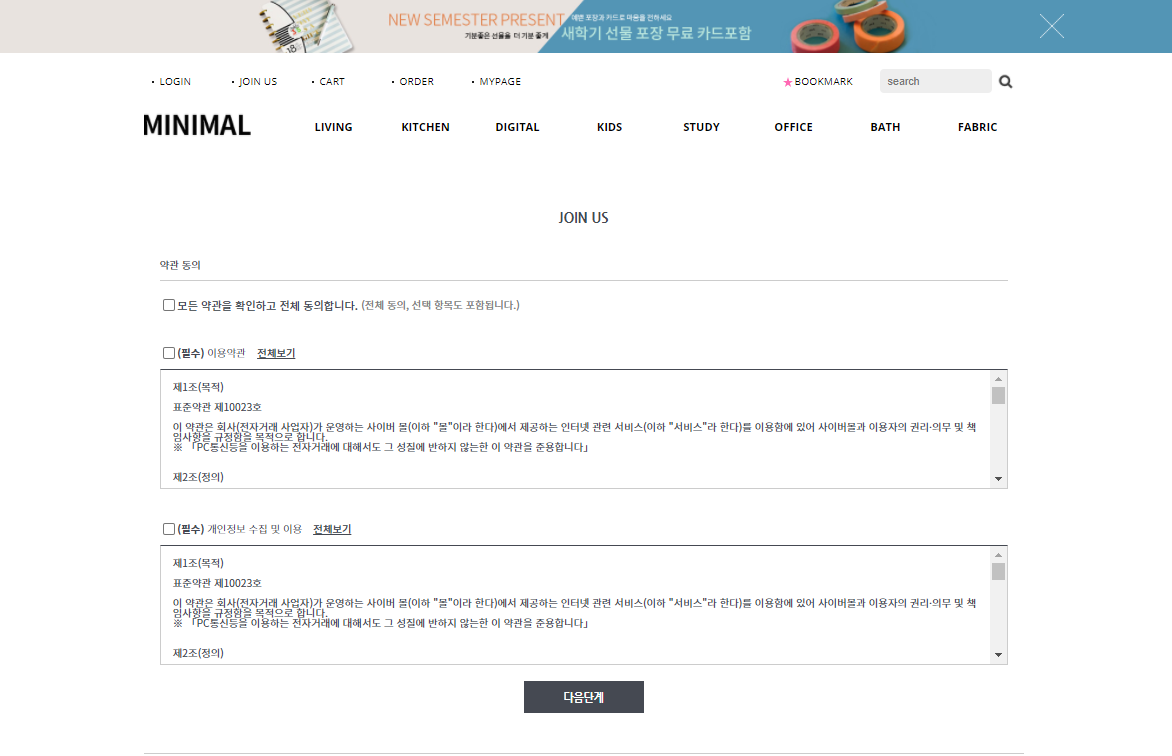 NEW SEMESTER PRESENT
예쁜 포장과 카드로 마음을 전하세요
기분좋은 선물을 더 기분 좋게
새학기 선물 포장 무료 카드포함
· LOGIN · JOIN US · CART · ORDER · MYPAGE ★BOOKMARK search
MINIMAL LIVING KITCHEN DIGITAL KIDS STUDY OFFICE BATH FABRIC
JOIN US
약관 동의
모든 약관을 확인하고 전체 동의합니다. (전체 동의, 선택 항목도 포함됩니다.)
(필수) 이용약관 전체보기
제1조(목적)
표준약관 제10023호
이 약관은 회사(전자거래 사업자)가 운영하는 사이버 몰(이하 "몰"이라 한다)에서 제공하는 인터넷 관련 서비스(이하 "서비스"라 한다)를 이용함에 있어 사이버몰과 이용자의 권리·의무 및 책
임사항을 규정함을 목적으로 합니다.
※ 「PC통신등을 이용하는 전자거래에 대해서도 그 성질에 반하지 않는한 이 약관을 준용합니다」
제2조(정의)
(필수) 개인정보 수집 및 이용 전체보기
제1조(목적)
표준약관 제10023호
이 약관은 회사(전자거래 사업자)가 운영하는 사이버 몰(이하 "몰"이라 한다)에서 제공하는 인터넷 관련 서비스(이하 "서비스"라 한다)를 이용함에 있어 사이버몰과 이용자의 권리·의무 및 책
임사항을 규정함을 목적으로 합니다.
※ 「PC통신등을 이용하는 전자거래에 대해서도 그 성질에 반하지 않는한 이 약관을 준용합니다」
제2조(정의)
다음단계